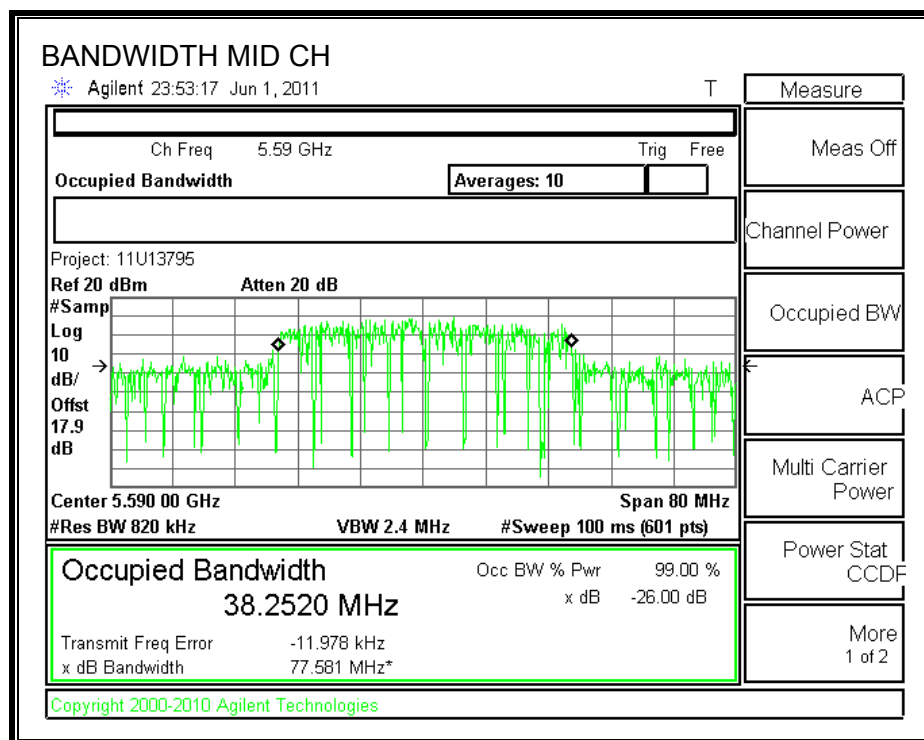 BANDWIDTH MID CH
Agilent 23:53:17 Jun 1, 2011 T
Measure
Ch Freq 5.59 GHz Trig Free
Meas Off
Occupied Bandwidth Averages: 10
Channel Power
Project: 11U13795
Ref 20 dBm Atten 20 dB
#Samp
Log
10
dB/
Offst
17.9
dB
Occupied BW
ACP
Multi Carrier
Power
Center 5.590 00 GHz Span 80 MHz
#Res BW 820 kHz VBW 2.4 MHz #Sweep 100 ms (601 pts)
Power Stat
CCDF
Occupied Bandwidth Occ BW % Pwr 99.00 %
38.2520 MHz x dB -26.00 dB
Transmit Freq Error -11.978 kHz
x dB Bandwidth 77.581 MHz*
More
1 of 2
Copyright 2000-2010 Agilent Technologies